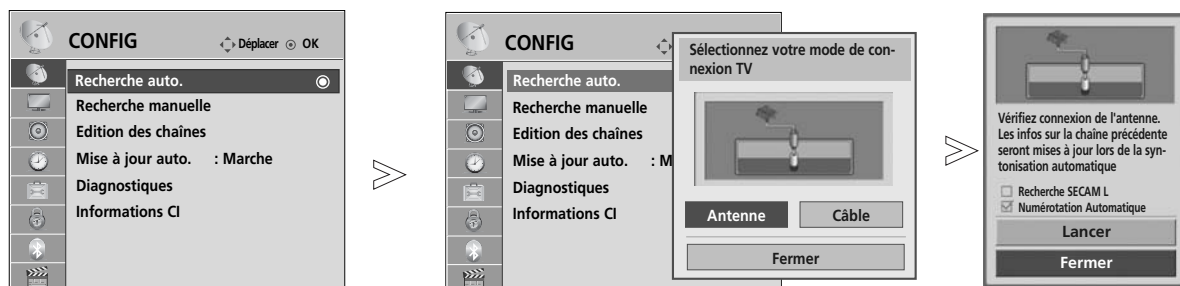 CONFIG
Déplacer OK
Recherche auto.
Recherche manuelle
Edition des chaînes
Mise à jour auto. : Marche
Diagnostiques
Informations CI
CONFIG
Recherche auto.
Recherche manuelle
Edition des chaînes
Mise à jour auto. : M
Diagnostiques
Informations CI
Sélectionnez votre mode de con-
nexion TV
Antenne Câble
Fermer
Vérifiez connexion de l'antenne.
Les infos sur la chaîne précédente
seront mises à jour lors de la syn-
tonisation automatique
Recherche SECAM L
Numérotation Automatique
Lancer
Fermer